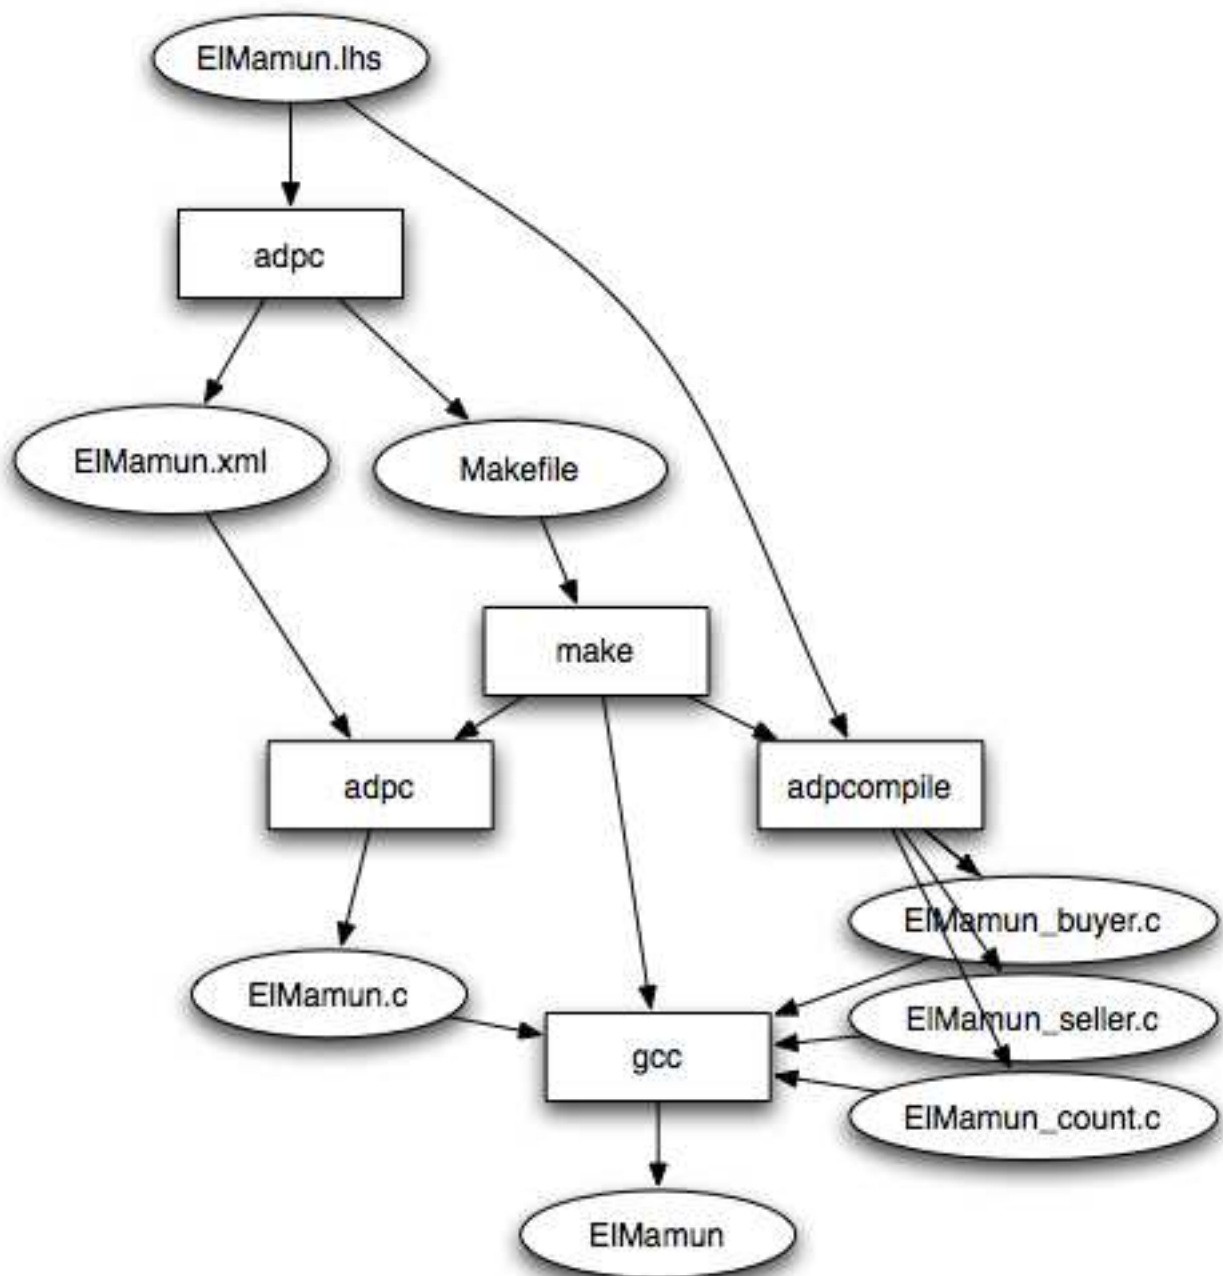 ElMamun.lhs
adpc
ElMamun.xml
Makefile
make
adpc
adpcompile
ElMamun_buyer.c
ElMamun.c
ElMamun_seller.c
gcc
ElMamun_count.c
ElMamun